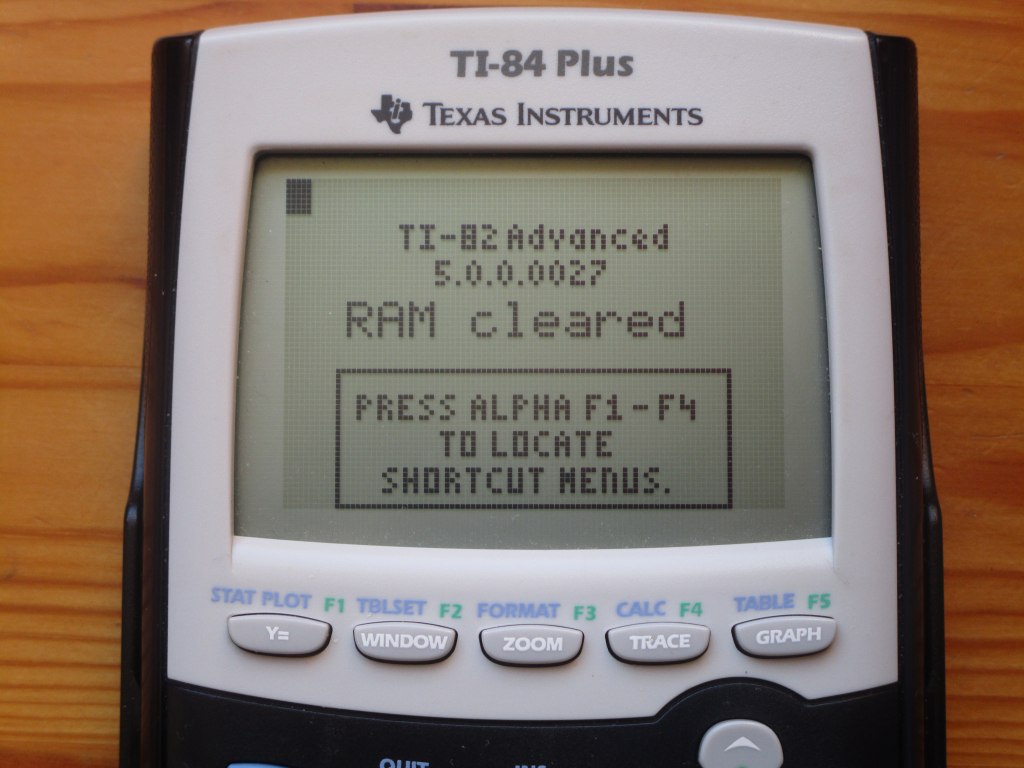 TI-84 Plus
TEXAS INSTRUMENTS
TI-82 Advanced
5.0.0.0027
RAM cleared
PRESS ALPHA F1-F4
TO LOCATE
SHORTCUT MENUS.
STAT PLOT F1 TBLSET F2 FORMAT F3 CALC F4 TABLE F5
Y= WINDOW ZOOM TRACE GRAPH
QUIT INS